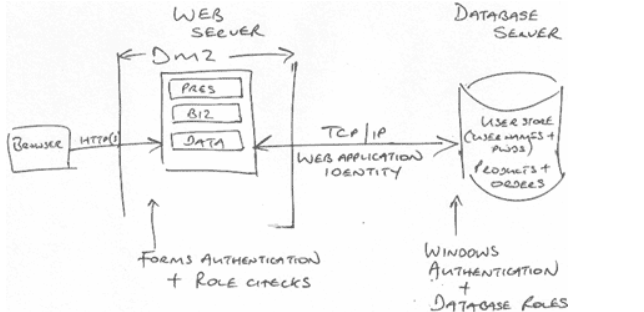 WEB
SERVER
DATABASE
SERVER
DMZ
PRES
BIZ
DATA
BROWSER
HTTP(S)
TCP/IP
WEB APPLICATION
IDENTITY
USER STORE
(USER NAMES +
PWDS)
PRODUCTS +
ORDERS
FORMS AUTHENTICATION
+ ROLE CHECKS
WINDOWS
AUTHENTICATION
+
DATABASE ROLES